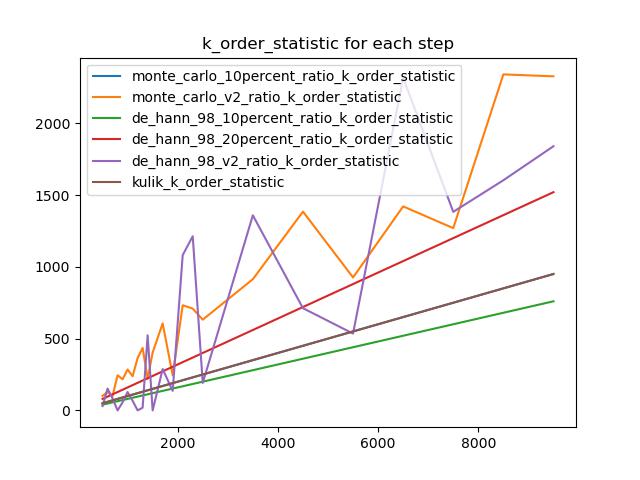 k_order_statistic for each step
monte_carlo_10percent_ratio_k_order_statistic
monte_carlo_v2_ratio_k_order_statistic
de_hann_98_10percent_ratio_k_order_statistic
de_hann_98_20percent_ratio_k_order_statistic
de_hann_98_v2_ratio_k_order_statistic
kulik_k_order_statistic
2000
1500
1000
500
0
2000 4000 6000 8000